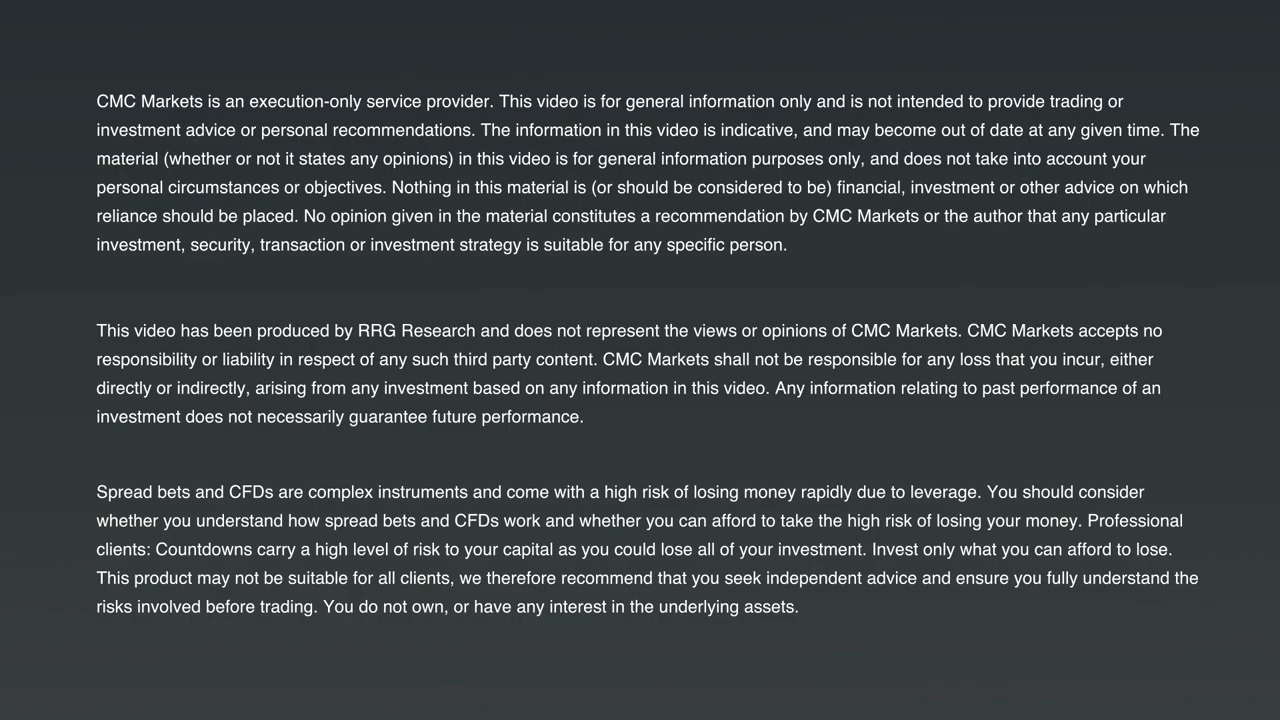 CMC Markets is an execution-only service provider. This video is for general information only and is not intended to provide trading or
investment advice or personal recommendations. The information in this video is indicative, and may become out of date at any given time. The
material (whether or not it states any opinions) in this video is for general information purposes only, and does not take into account your
personal circumstances or objectives. Nothing in this material is (or should be considered to be) financial, investment or other advice on which
reliance should be placed. No opinion given in the material constitutes a recommendation by CMC Markets or the author that any particular
investment, security, transaction or investment strategy is suitable for any specific person.
This video has been produced by RRG Research and does not represent the views or opinions of CMC Markets. CMC Markets accepts no
responsibility or liability in respect of any such third party content. CMC Markets shall not be responsible for any loss that you incur, either
directly or indirectly, arising from any investment based on any information in this video. Any information relating to past performance of an
investment does not necessarily guarantee future performance.
Spread bets and CFDs are complex instruments and come with a high risk of losing money rapidly due to leverage. You should consider
whether you understand how spread bets and CFDs work and whether you can afford to take the high risk of losing your money. Professional
clients: Countdowns carry a high level of risk to your capital as you could lose all of your investment. Invest only what you can afford to lose.
This product may not be suitable for all clients, we therefore recommend that you seek independent advice and ensure you fully understand the
risks involved before trading. You do not own, or have any interest in the underlying assets.